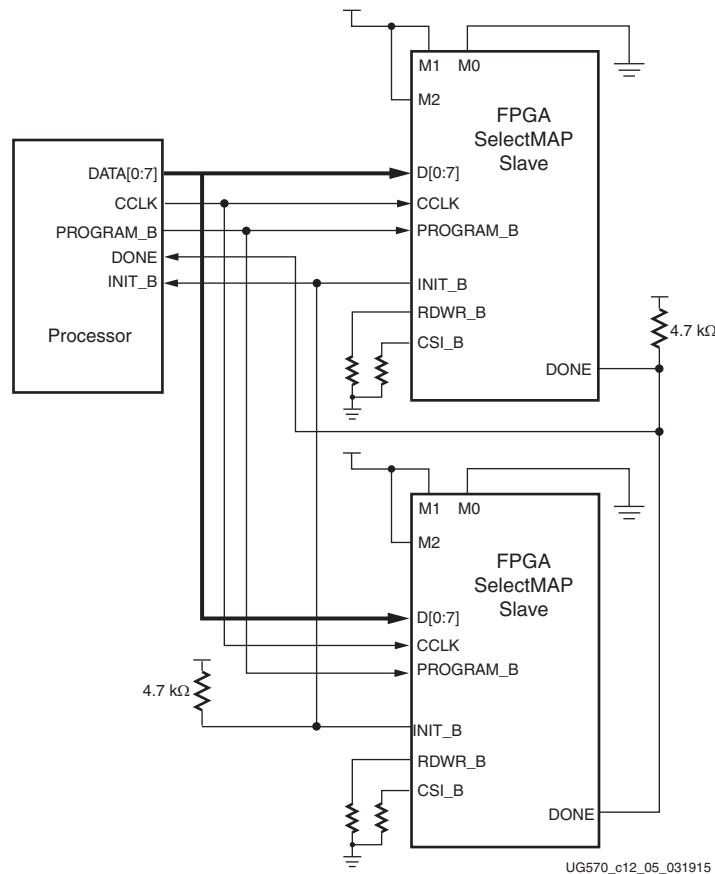 M1 M0
M2
FPGA
SelectMAP
Slave
DATA[0:7]
CCLK
PROGRAM_B
DONE
INIT_B
Processor
D[0:7]
CCLK
PROGRAM_B
INIT_B
RDWR_B
CSI_B
DONE
4.7 kΩ
M1 M0
M2
FPGA
SelectMAP
Slave
D[0:7]
CCLK
PROGRAM_B
4.7 kΩ
INIT_B
RDWR_B
CSI_B
DONE
UG570_c12_05_031915